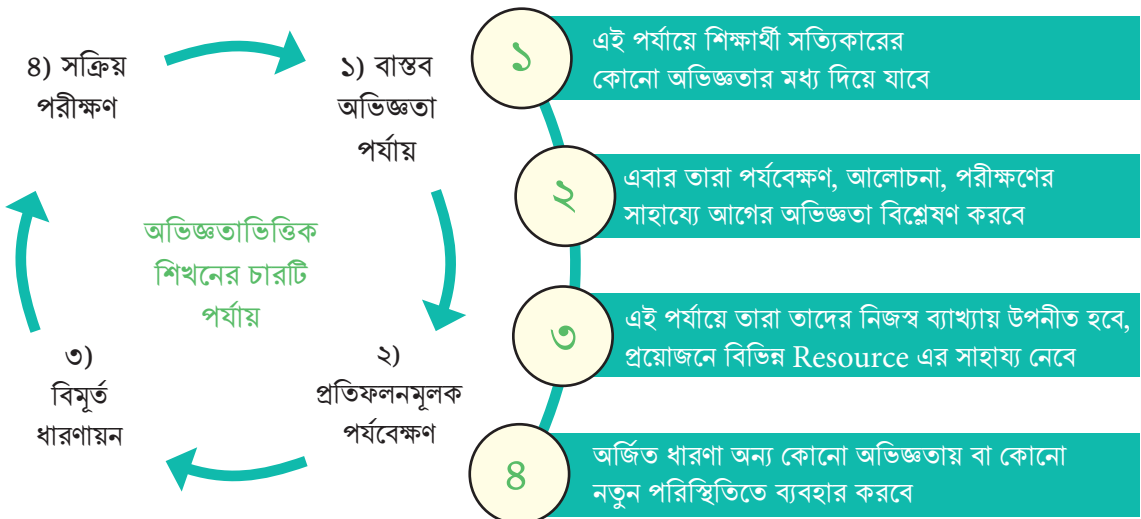 ৪) সক্রিয়
পরীক্ষণ
১) বাস্তব
অভিজ্ঞতা
পর্যায়
অভিজ্ঞতাভিত্তিক
শিখনের চারটি
পর্যায়
৩)
বিমূর্ত
ধারণায়ন
২)
প্রতিফলনমূলক
পর্যবেক্ষণ
১
এই পর্যায়ে শিক্ষার্থী সত্যিকারের
কোনো অভিজ্ঞতার মধ্য দিয়ে যাবে
২
এবার তারা পর্যবেক্ষণ, আলোচনা, পরীক্ষণের
সাহায্যে আগের অভিজ্ঞতা বিশ্লেষণ করবে
৩
এই পর্যায়ে তারা তাদের নিজস্ব ব্যাখ্যায় উপনীত হবে,
প্রয়োজনে বিভিন্ন Resource এর সাহায্য নেবে
৪
অর্জিত ধারণা অন্য কোনো অভিজ্ঞতায় বা কোনো
নতুন পরিস্থিতিতে ব্যবহার করবে